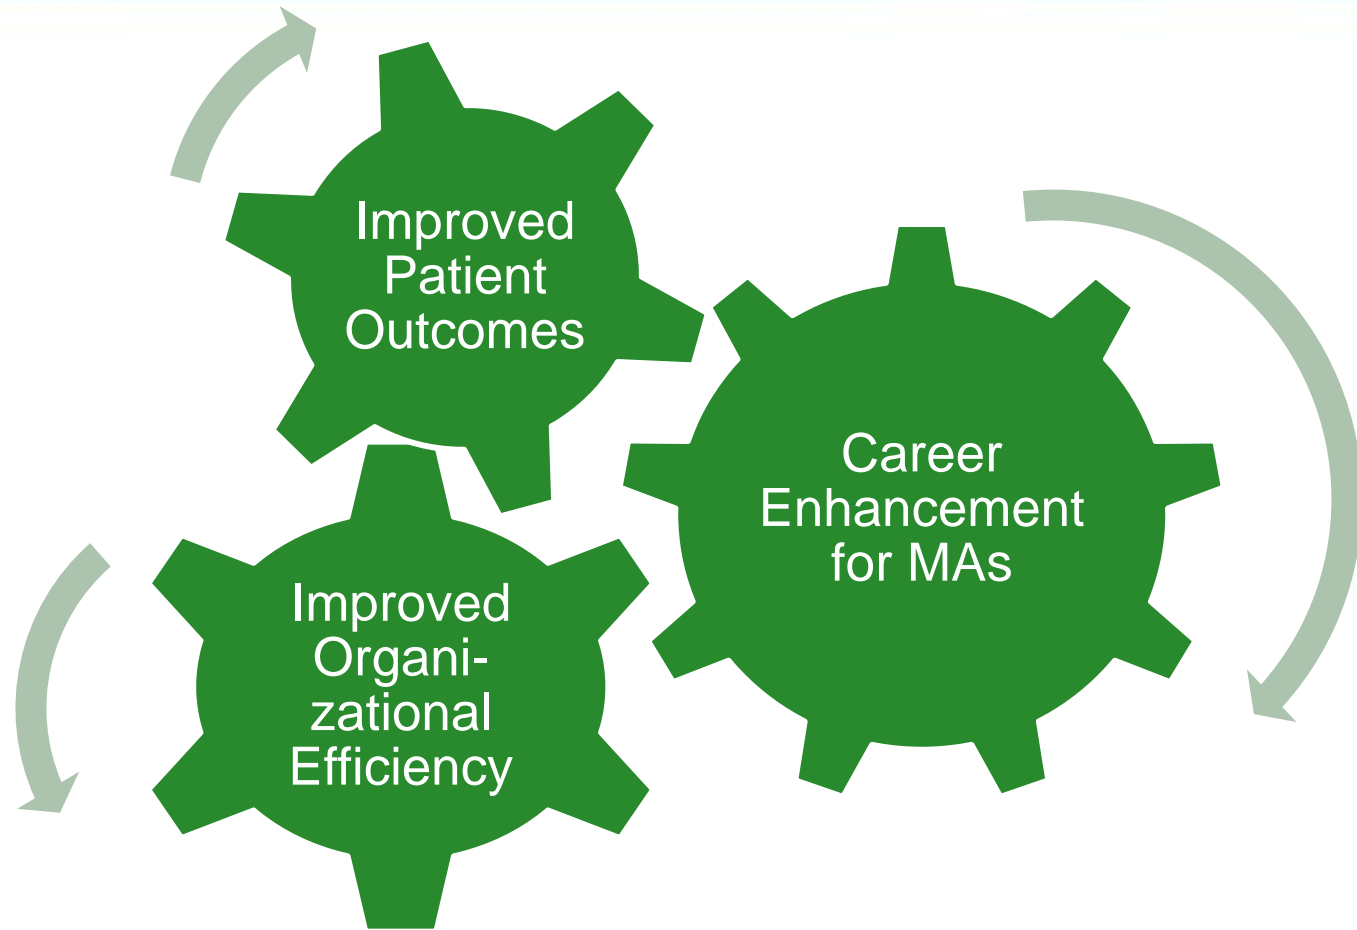 Improved
Patient
Outcomes
Career
Enhancement
for MAs
Improved
Organi-
zational
Efficiency